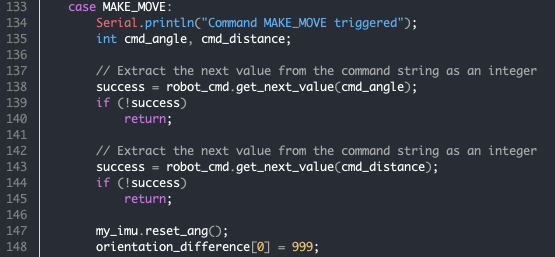 133 case MAKE_MOVE:
134 Serial.println("Command MAKE_MOVE triggered");
135 int cmd_angle, cmd_distance;
136
137 // Extract the next value from the command string as an integer
138 success = robot_cmd.get_next_value(cmd_angle);
139 if (!success)
140 return;
141
142 // Extract the next value from the command string as an integer
143 success = robot_cmd.get_next_value(cmd_distance);
144 if (!success)
145 return;
146
147 my_imu.reset_ang();
148 orientation_difference[0] = 999;